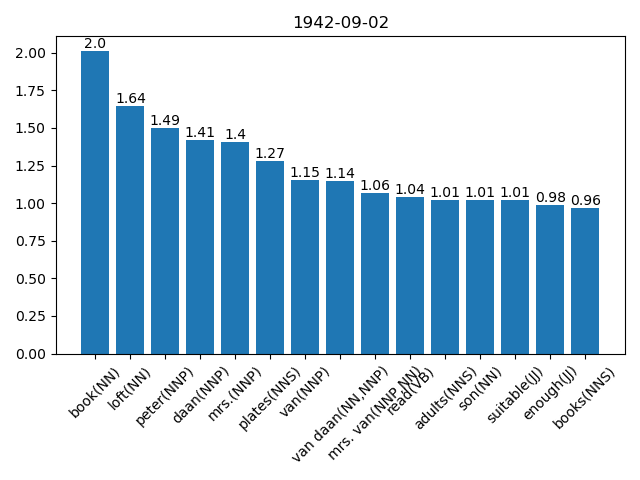 1942-09-02
2.00
1.75
1.50
1.25
1.00
0.75
0.50
0.25
0.00
2.0
1.64
1.49
1.41
1.4
1.27
1.15
1.14
1.06
1.04
1.01
1.01
1.01
0.98
0.96
book(NN)
loft(NN)
peter(NNP)
daan(NNP)
mrs.(NNP)
plates(NNS)
van(NNP)
van daan(NN,NNP)
mrs. van(NNP,NN)
read(VB)
adults(NNS)
son(NN)
suitable(JJ)
enough(JJ)
books(NNS)